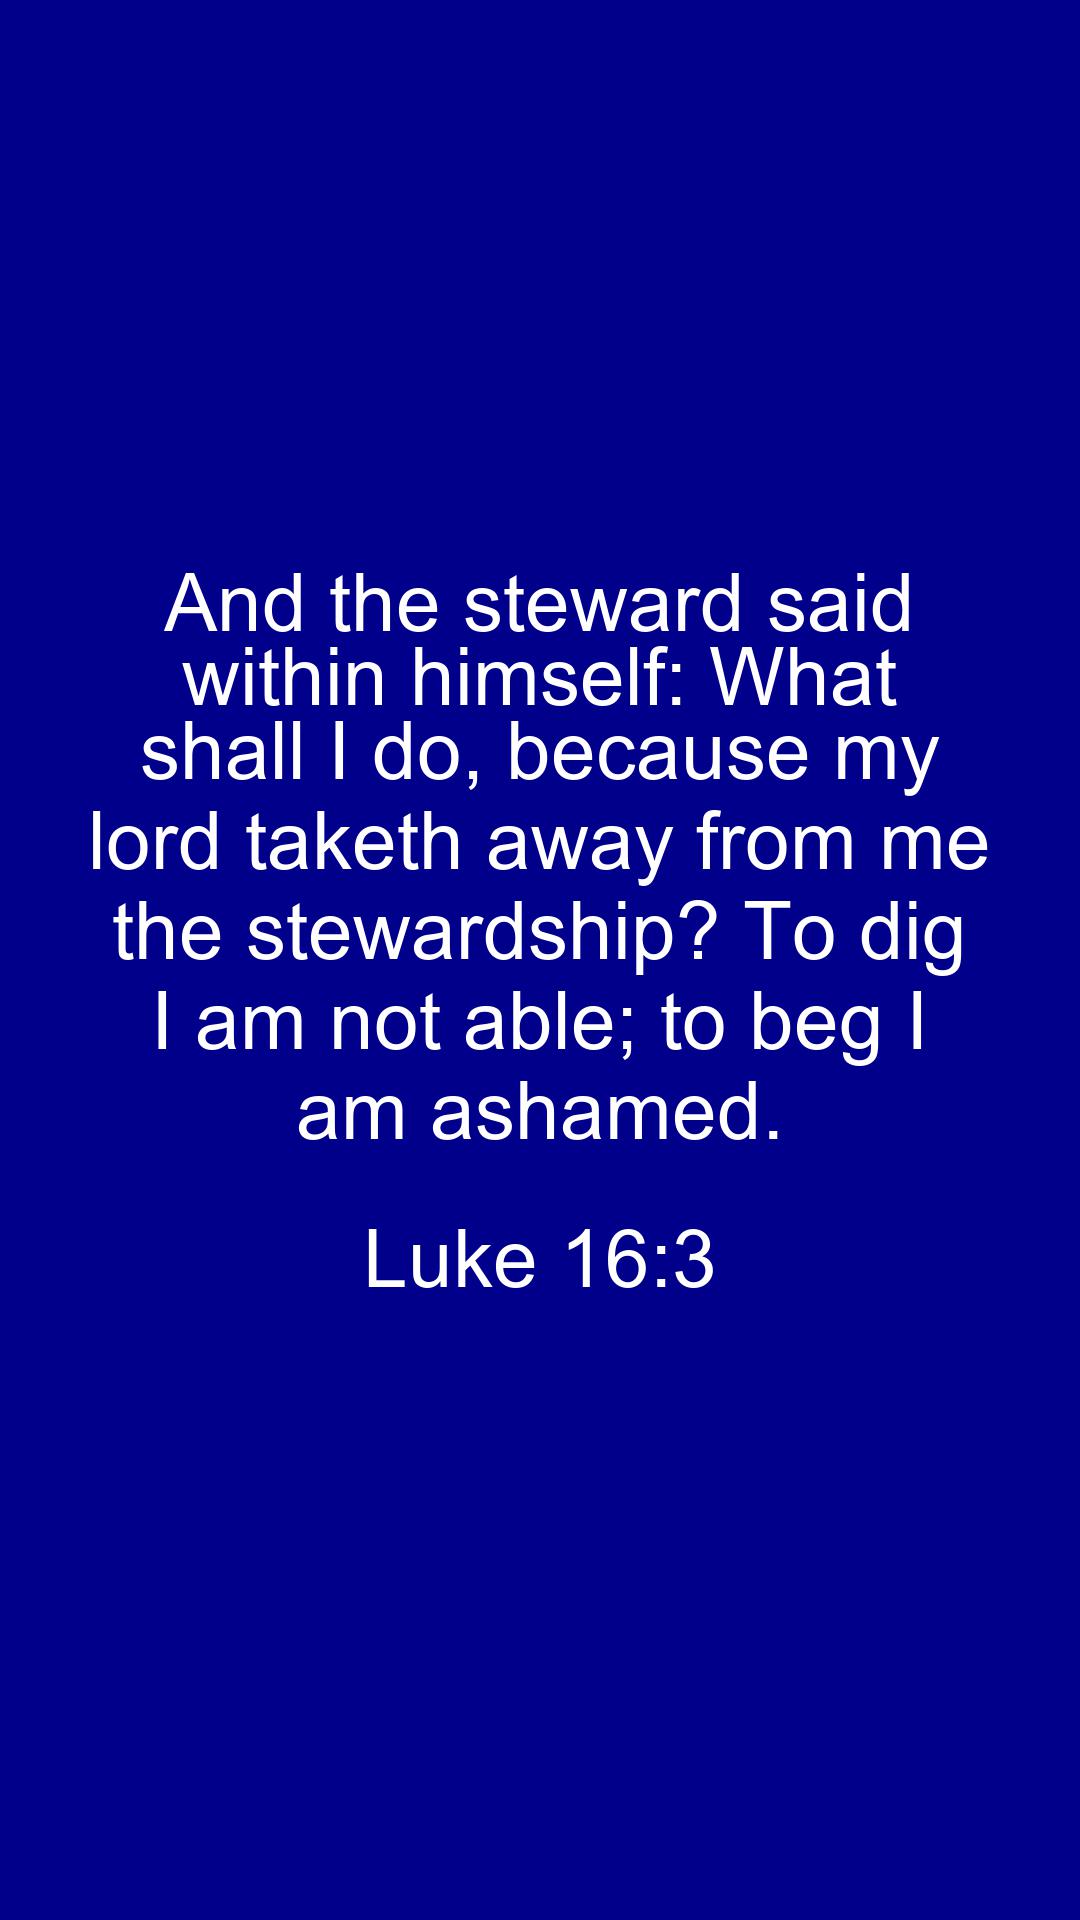 And the steward said
within himself: What
shall I do, because my
lord taketh away from me
the stewardship? To dig
I am not able; to beg I
am ashamed.
Luke 16:3